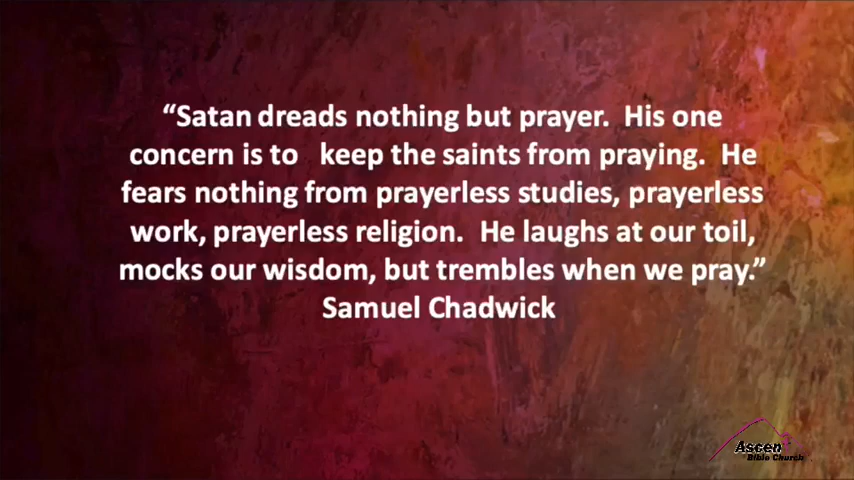 “Satan dreads nothing but prayer.  His one
concern is to   keep the saints from praying.  He
fears nothing from prayerless studies, prayerless
work, prayerless religion.  He laughs at our toil,
mocks our wisdom, but trembles when we pray.”
Samuel Chadwick
Ascen
Bible Church